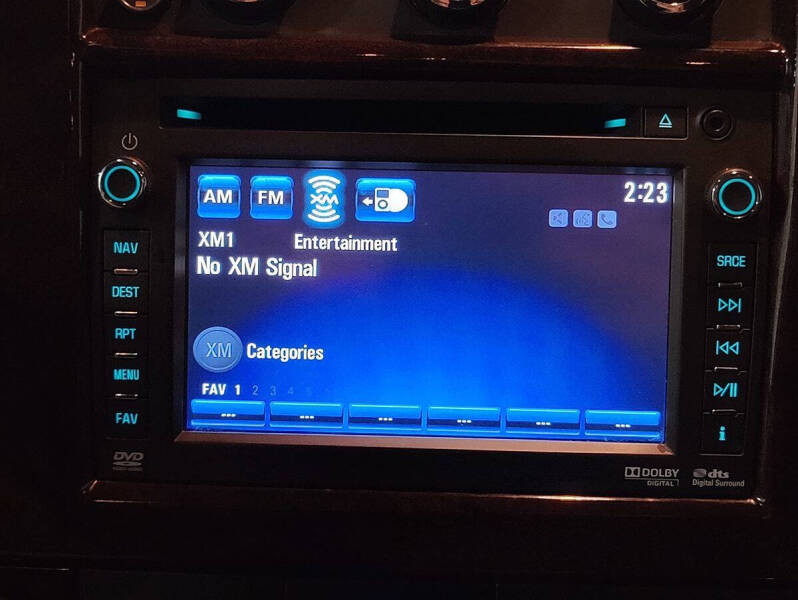 AM FM XM
2:23
XM1 Entertainment
No XM Signal
XM Categories
FAV 1 2 3 4 5
--- --- --- --- --- ---
NAV
DEST
RPT
MENU
FAV
SRCE
i
DVD
DOLBY
DIGITAL
dts
Digital Surround